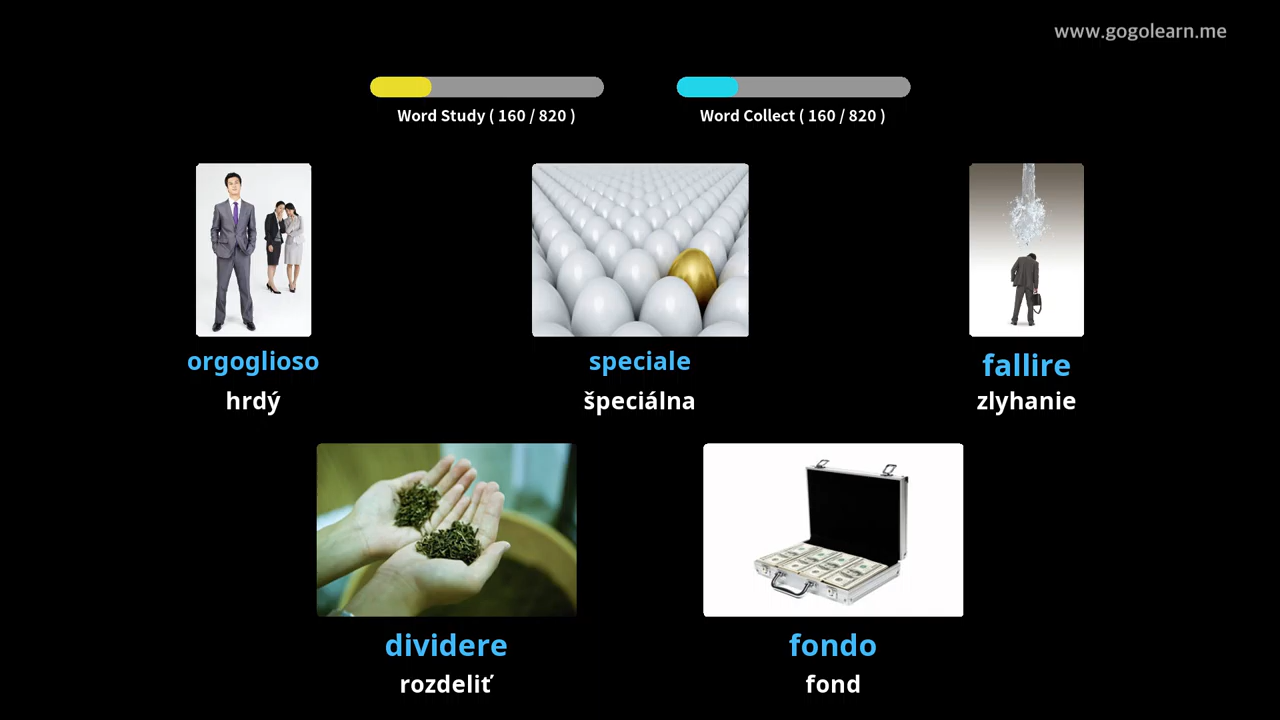 www.gogolearn.me
Word Study ( 160 / 820 )
Word Collect ( 160 / 820 )
orgoglioso
hrdý
speciale
špeciálna
fallire
zlyhanie
dividere
rozdeliť
fondo
fond